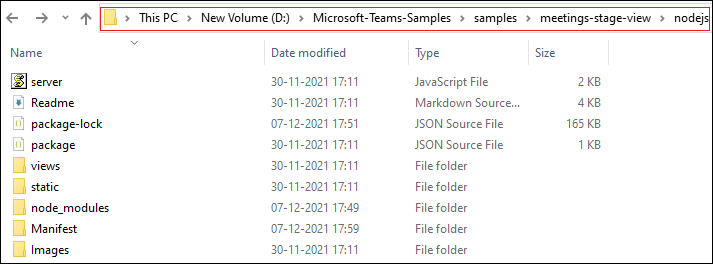 This PC > New Volume (D:) > Microsoft-Teams-Samples > samples > meetings-stage-view > nodejs
Name Date modified Type Size
server 30-11-2021 17:11 JavaScript File 2 KB
Readme 30-11-2021 17:11 Markdown Source... 4 KB
package-lock 07-12-2021 17:51 JSON Source File 165 KB
package 30-11-2021 17:11 JSON Source File 1 KB
views 30-11-2021 17:11 File folder
static 30-11-2021 17:11 File folder
node_modules 07-12-2021 17:49 File folder
Manifest 07-12-2021 17:59 File folder
Images 30-11-2021 17:11 File folder